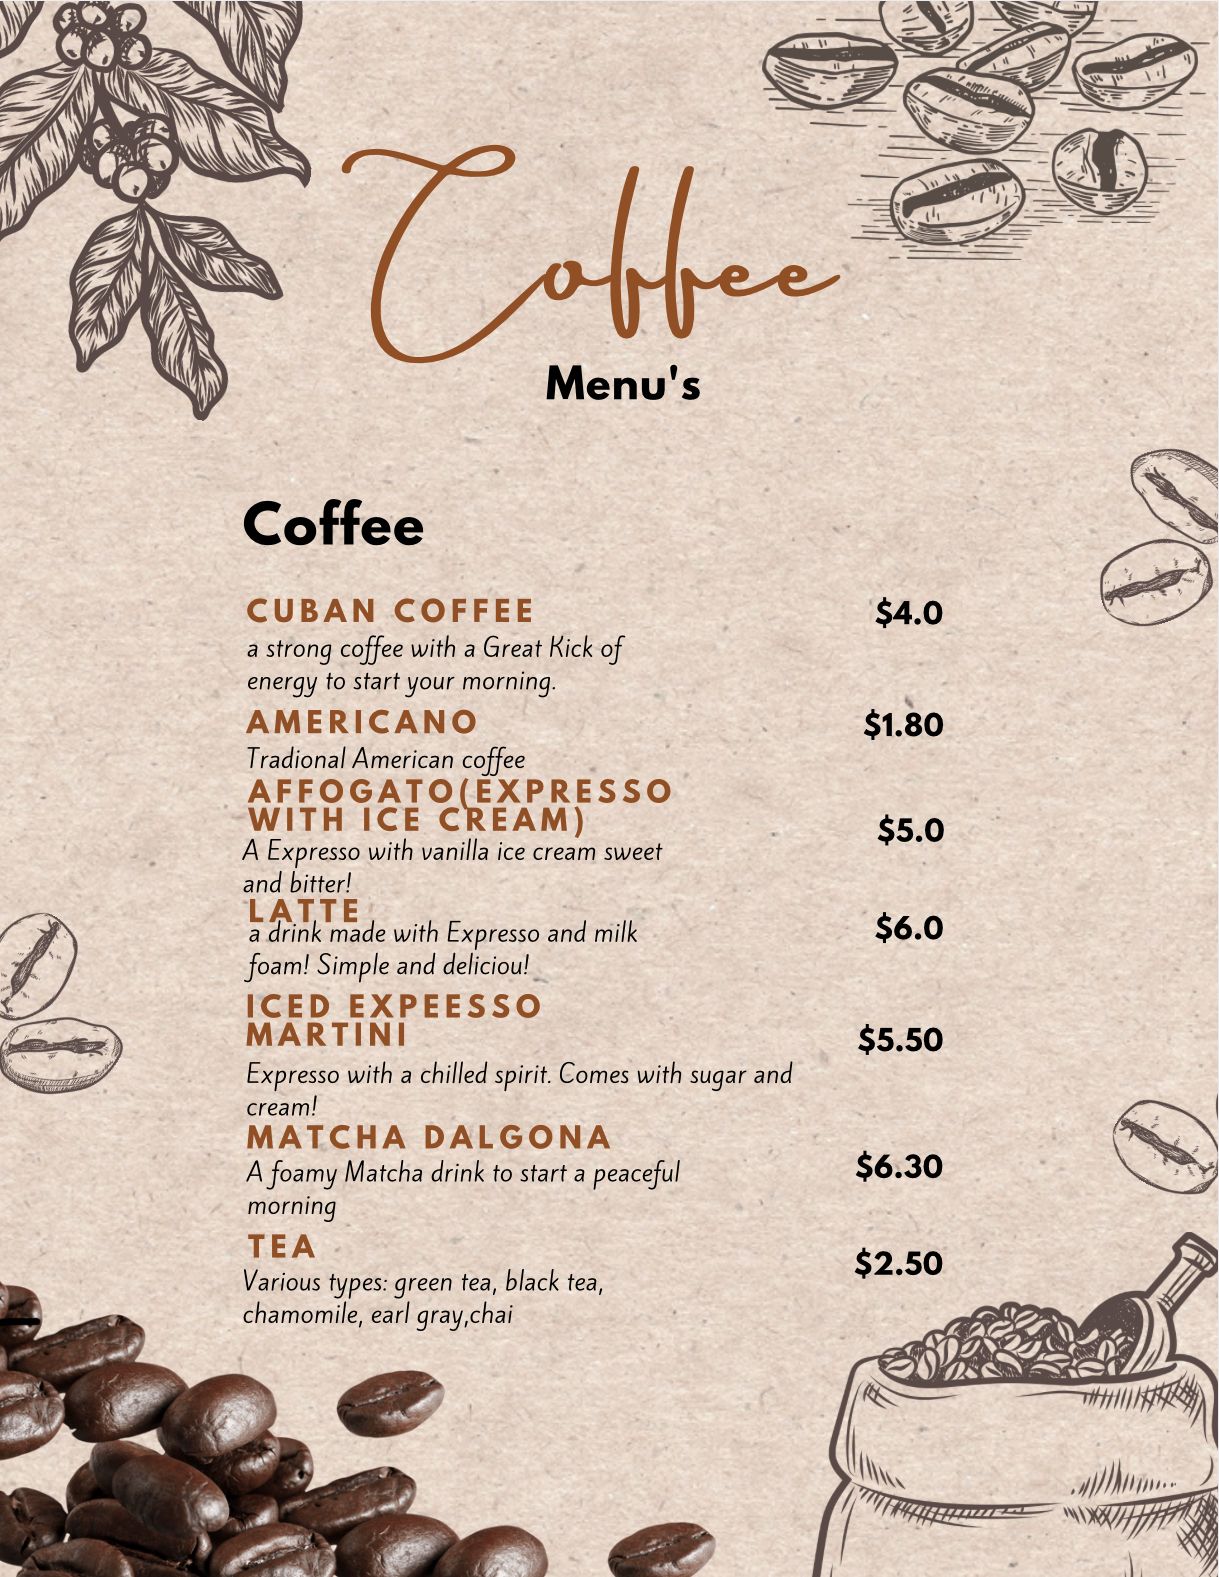 Coffee
Menu's
Coffee
CUBAN COFFEE $4.0
a strong coffee with a Great Kick of
energy to start your morning.
AMERICANO $1.80
Tradional American coffee
AFFOGATO(EXPRESSO
WITH ICE CREAM) $5.0
A Expresso with vanilla ice cream sweet
and bitter!
LATTE $6.0
a drink made with Expresso and milk
foam! Simple and deliciou!
ICED EXPEESSO
MARTINI $5.50
Expresso with a chilled spirit. Comes with sugar and
cream!
MATCHA DALGONA $6.30
A foamy Matcha drink to start a peaceful
morning
TEA $2.50
Various types: green tea, black tea,
chamomile, earl gray,chai